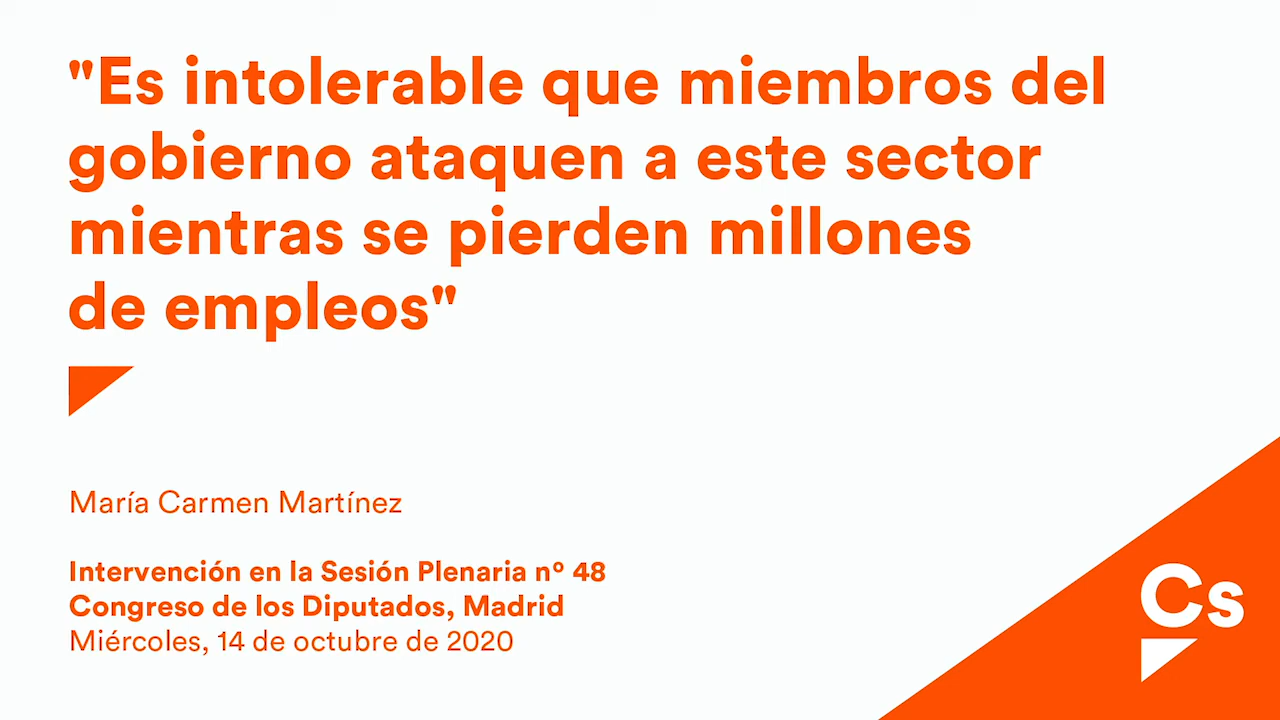 "Es intolerable que miembros del
gobierno ataquen a este sector
mientras se pierden millones
de empleos"
María Carmen Martínez
Intervención en la Sesión Plenaria nº 48
Congreso de los Diputados, Madrid
Miércoles, 14 de octubre de 2020
Cs